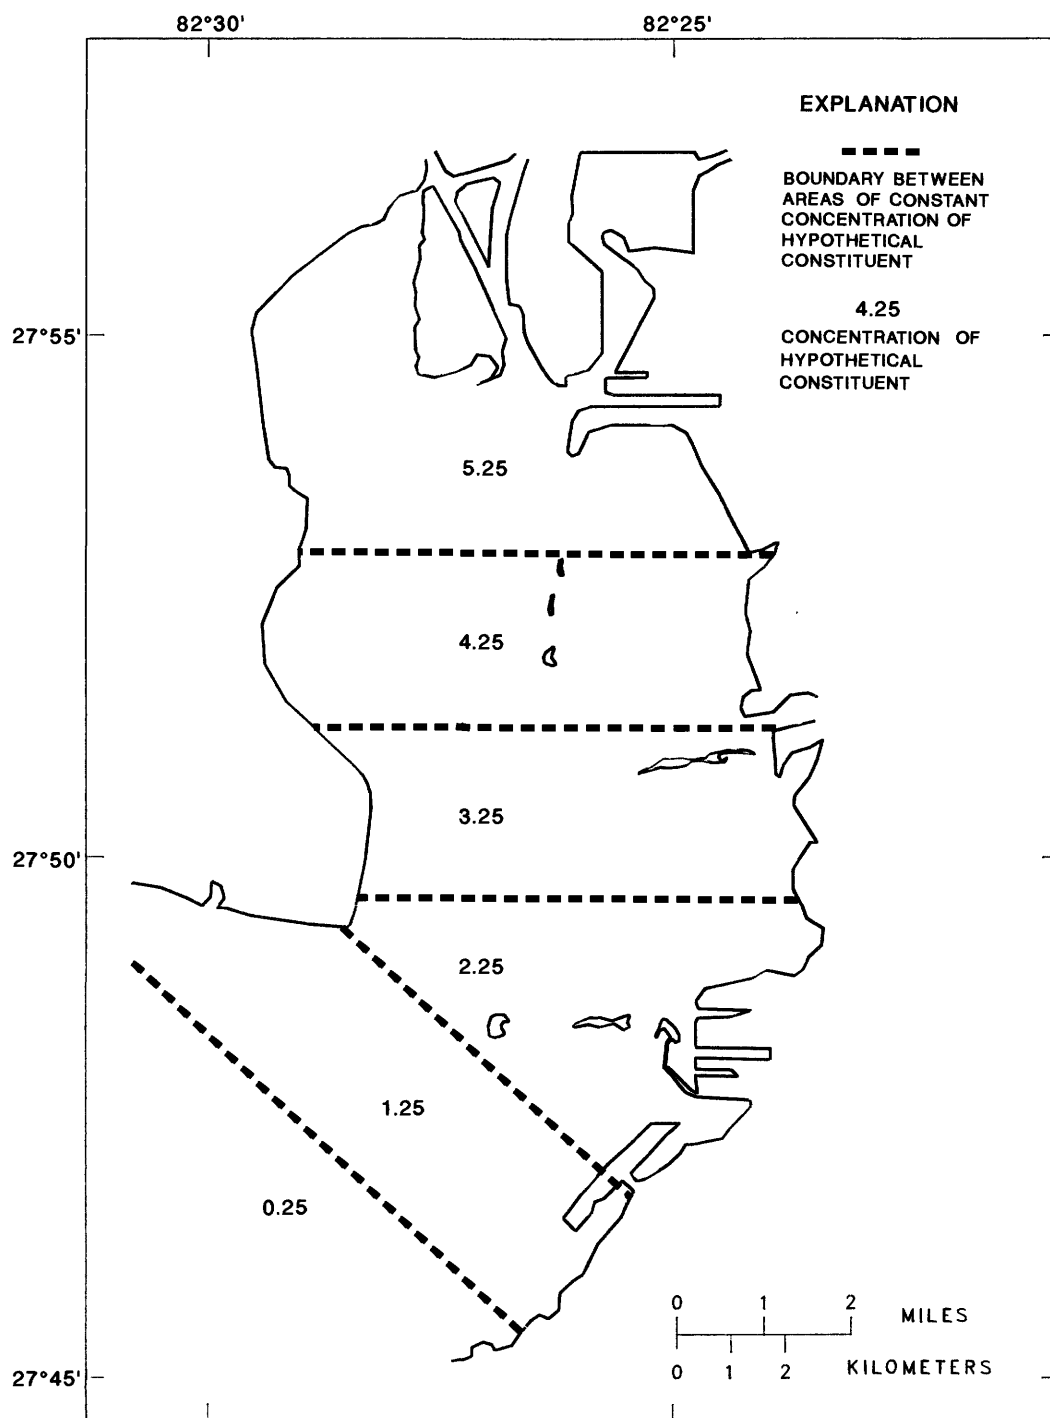 82°30' 82°25'
EXPLANATION
BOUNDARY BETWEEN
AREAS OF CONSTANT
CONCENTRATION OF
HYPOTHETICAL
CONSTITUENT
4.25
CONCENTRATION OF
HYPOTHETICAL
CONSTITUENT
27°55'
5.25
4.25
3.25
27°50'
2.25
1.25
0.25
0 1 2 MILES
0 1 2 KILOMETERS
27°45'